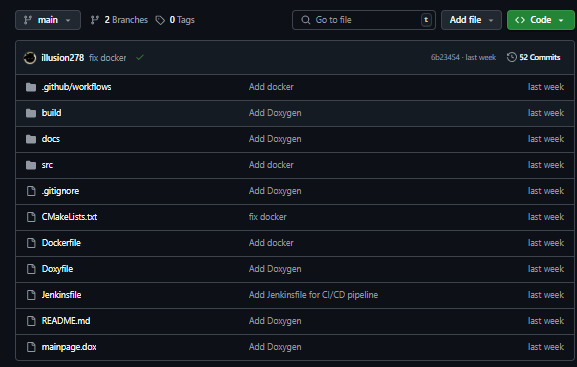 main 2 Branches 0 Tags Go to file t Add file Code
illusion278 fix docker 6b23454 · last week 52 Commits
.github/workflows Add docker last week
build Add Doxygen last week
docs Add Doxygen last week
src Add docker last week
.gitignore Add Doxygen last week
CMakeLists.txt fix docker last week
Dockerfile Add docker last week
Doxyfile Add Doxygen last week
Jenkinsfile Add Jenkinsfile for CI/CD pipeline last week
README.md Add Doxygen last week
mainpage.dox Add Doxygen last week